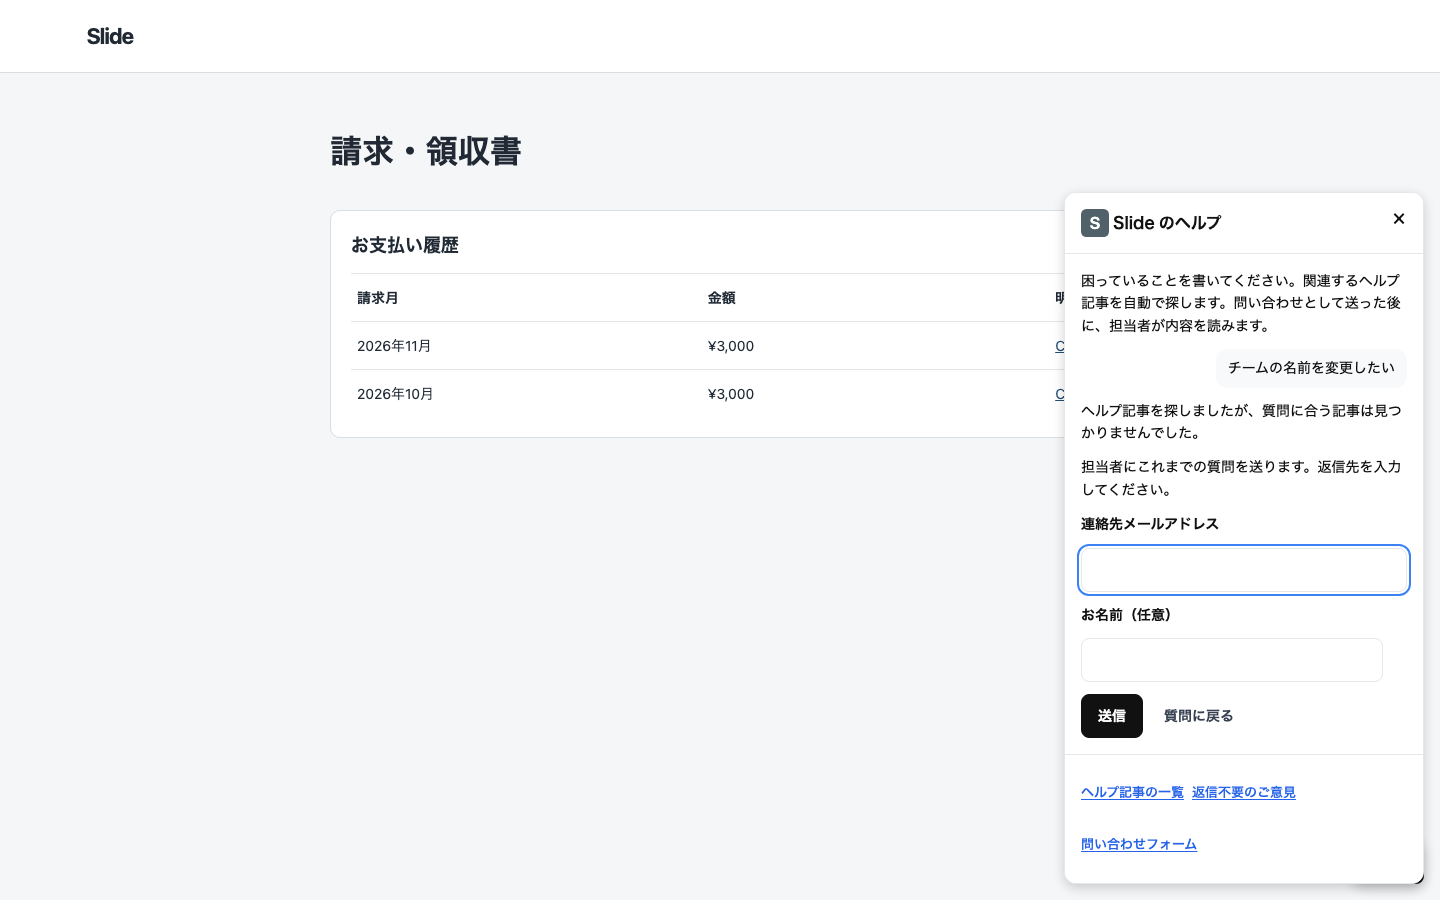 Slide
請求・領収書
お支払い履歴
請求月 金額
2026年11月 ¥3,000
2026年10月 ¥3,000
S Slide のヘルプ ×
困っていることを書いてください。関連するヘルプ
記事を自動で探します。問い合わせとして送った後
に、担当者が内容を読みます。
チームの名前を変更したい
ヘルプ記事を探しましたが、質問に合う記事は見つ
かりませんでした。
担当者にこれまでの質問を送ります。返信先を入力
してください。
連絡先メールアドレス
お名前（任意）
送信 質問に戻る
ヘルプ記事の一覧 返信不要のご意見
問い合わせフォーム